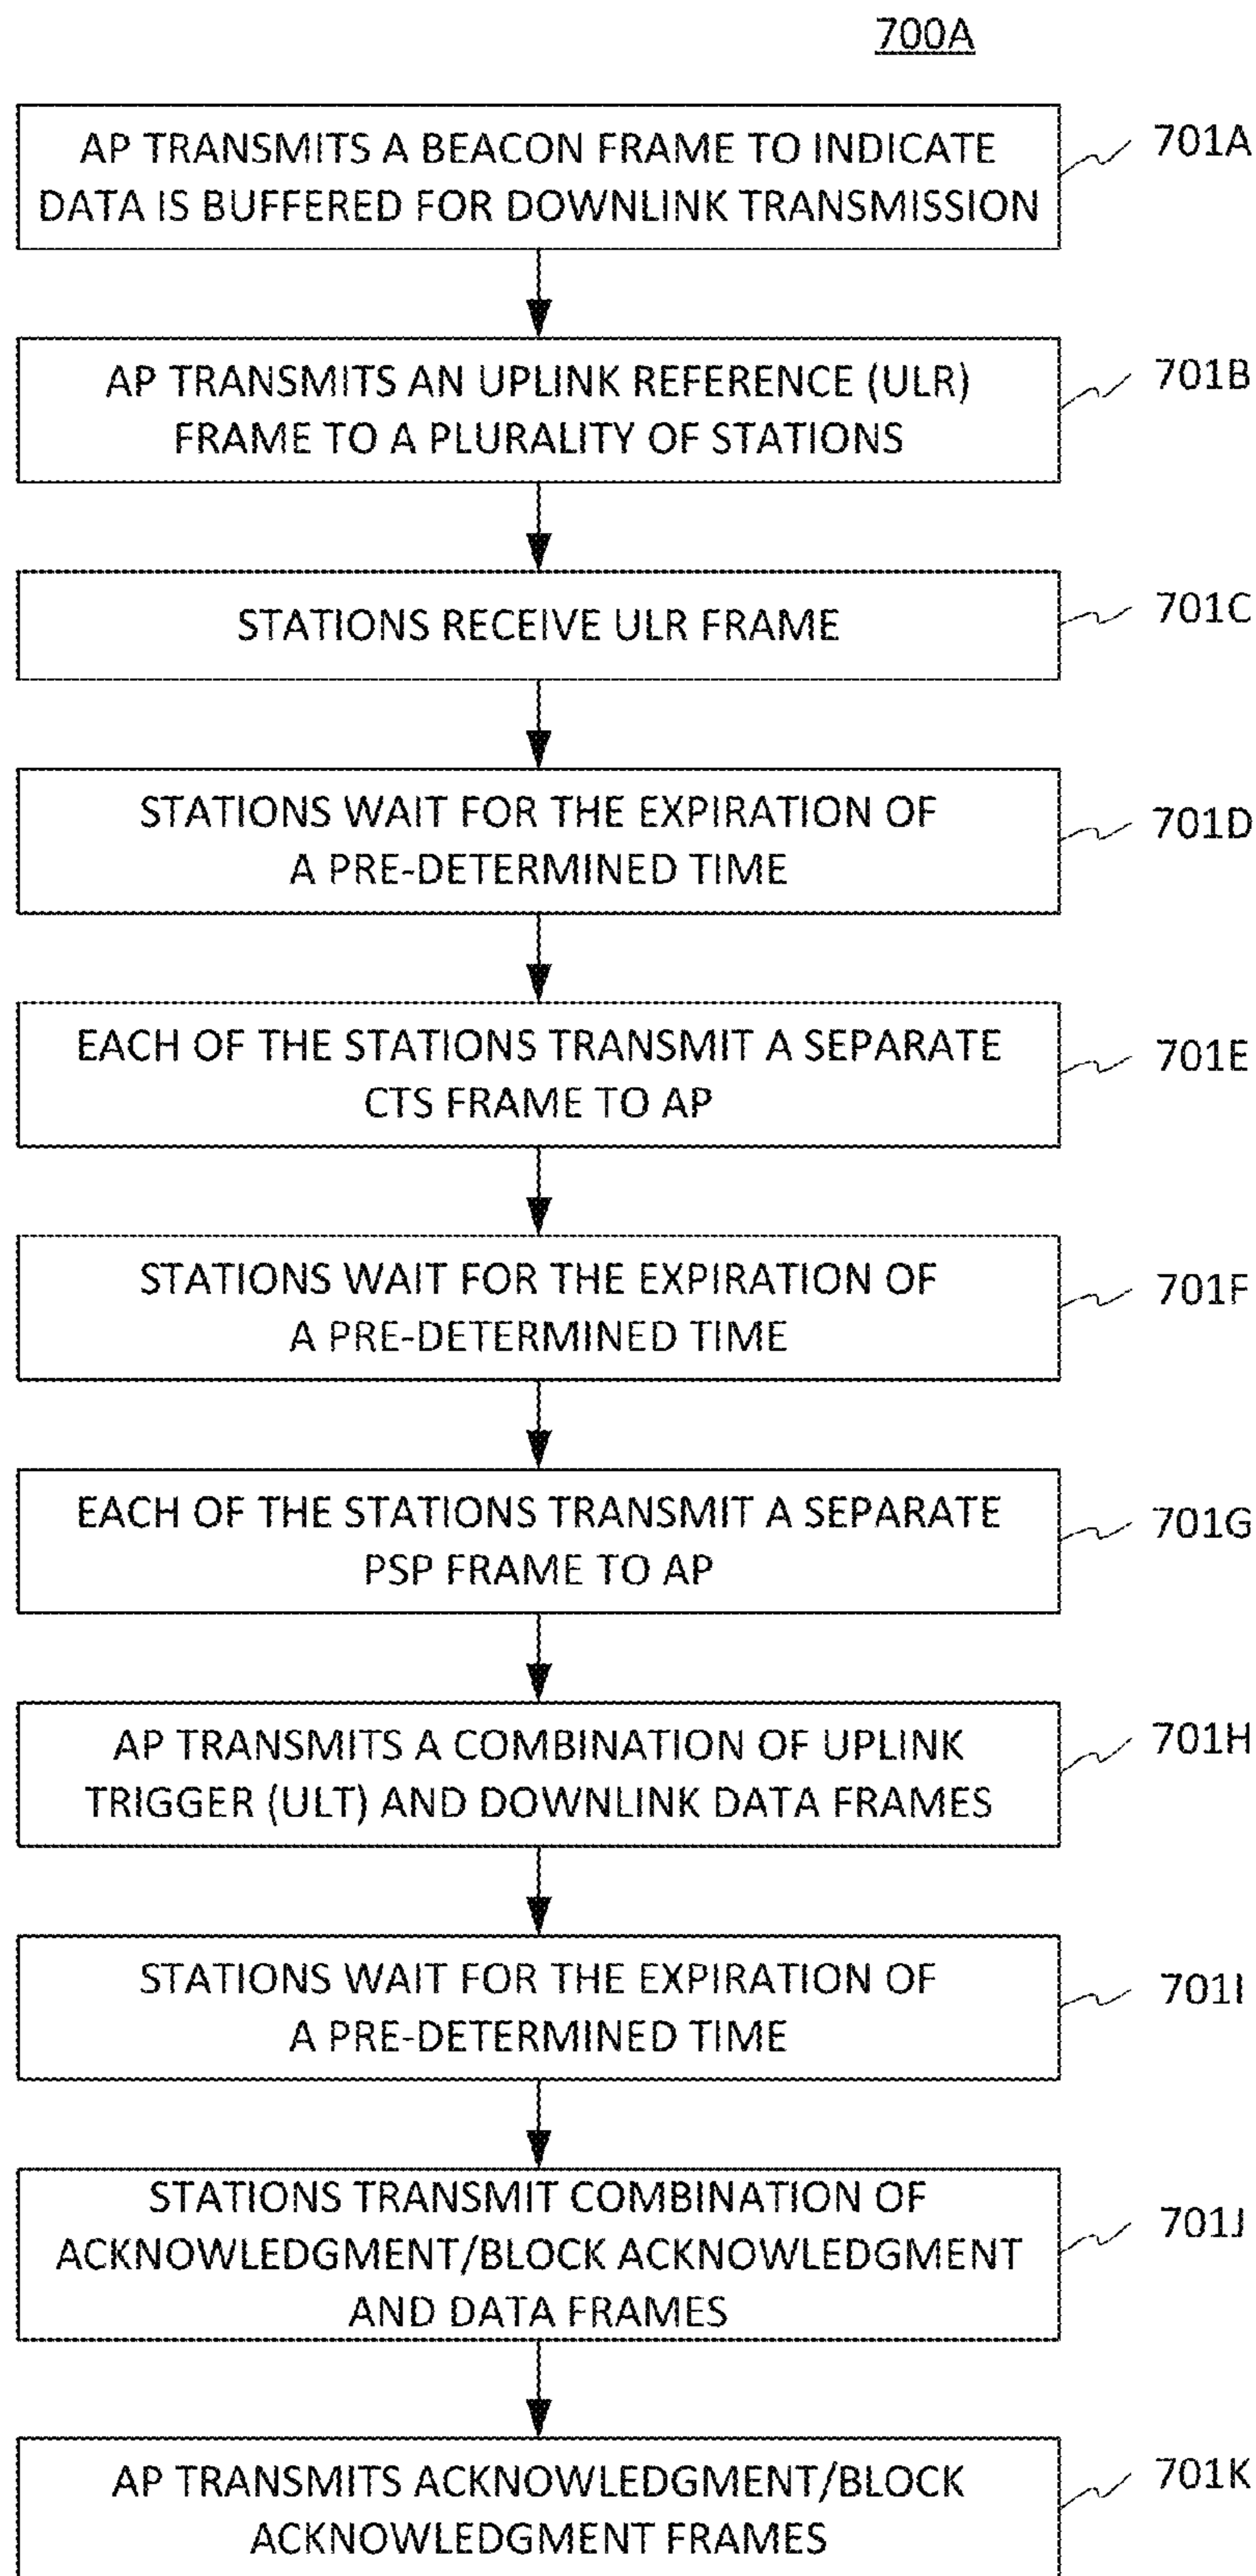 700A
AP TRANSMITS A BEACON FRAME TO INDICATE
DATA IS BUFFERED FOR DOWNLINK TRANSMISSION
701A
AP TRANSMITS AN UPLINK REFERENCE (ULR)
FRAME TO A PLURALITY OF STATIONS
701B
STATIONS RECEIVE ULR FRAME
701C
STATIONS WAIT FOR THE EXPIRATION OF
A PRE-DETERMINED TIME
701D
EACH OF THE STATIONS TRANSMIT A SEPARATE
CTS FRAME TO AP
701E
STATIONS WAIT FOR THE EXPIRATION OF
A PRE-DETERMINED TIME
701F
EACH OF THE STATIONS TRANSMIT A SEPARATE
PSP FRAME TO AP
701G
AP TRANSMITS A COMBINATION OF UPLINK
TRIGGER (ULT) AND DOWNLINK DATA FRAMES
701H
STATIONS WAIT FOR THE EXPIRATION OF
A PRE-DETERMINED TIME
701I
STATIONS TRANSMIT COMBINATION OF
ACKNOWLEDGMENT/BLOCK ACKNOWLEDGMENT
AND DATA FRAMES
701J
AP TRANSMITS ACKNOWLEDGMENT/BLOCK
ACKNOWLEDGMENT FRAMES
701K